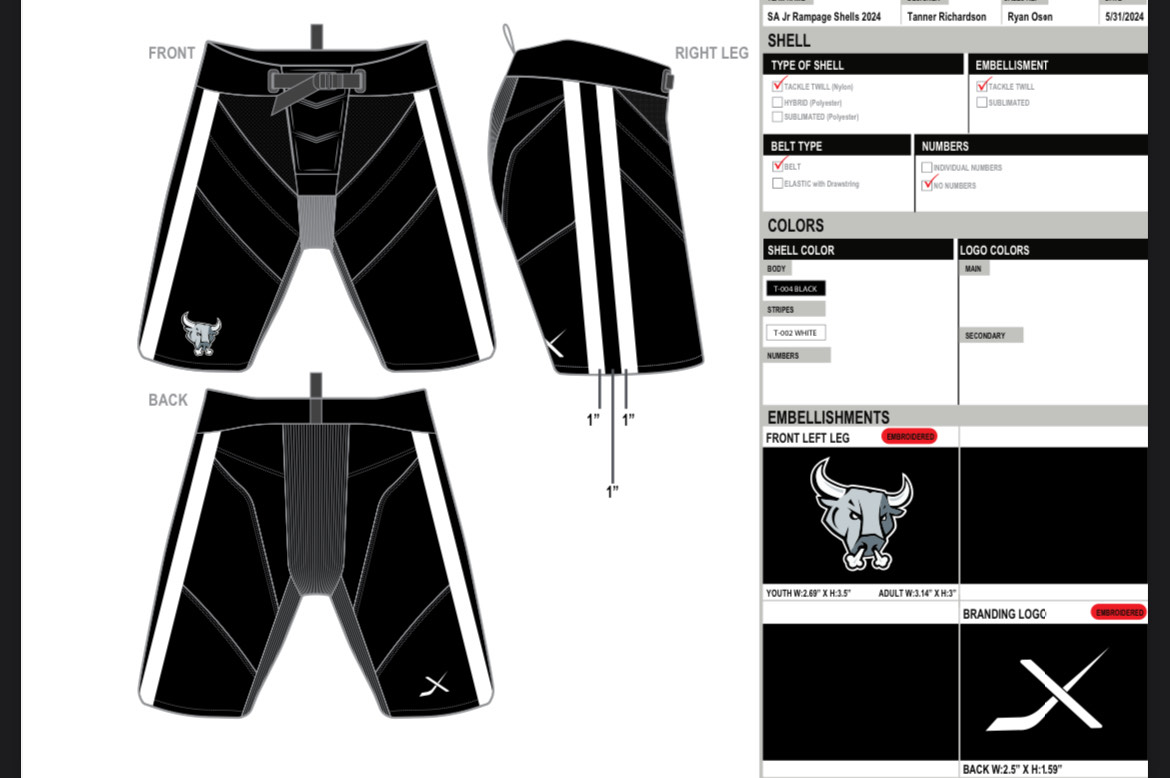 SA Jr Rampage Shells 2024
Tanner Richardson
Ryan Oson
5/31/2024
FRONT
RIGHT LEG
BACK
1"
1"
1"
SHELL
TYPE OF SHELL
TACKLE TWILL (Nylon)
HYBRID (Polyester)
SUBLIMATED (Polyester)
EMBELLISMENT
TACKLE TWILL
SUBLIMATED
BELT TYPE
BELT
ELASTIC with Drawstring
NUMBERS
INDIVIDUAL NUMBERS
NO NUMBERS
COLORS
SHELL COLOR
BODY
T-004 BLACK
STRIPES
T-002 WHITE
NUMBERS
LOGO COLORS
MAIN
SECONDARY
EMBELLISHMENTS
FRONT LEFT LEG
EMBROIDERED
YOUTH W:2.69" X H:3.5"
ADULT W:3.14" X H:3"
BRANDING LOGO
EMBROIDERED
BACK W:2.5" X H:1.59"